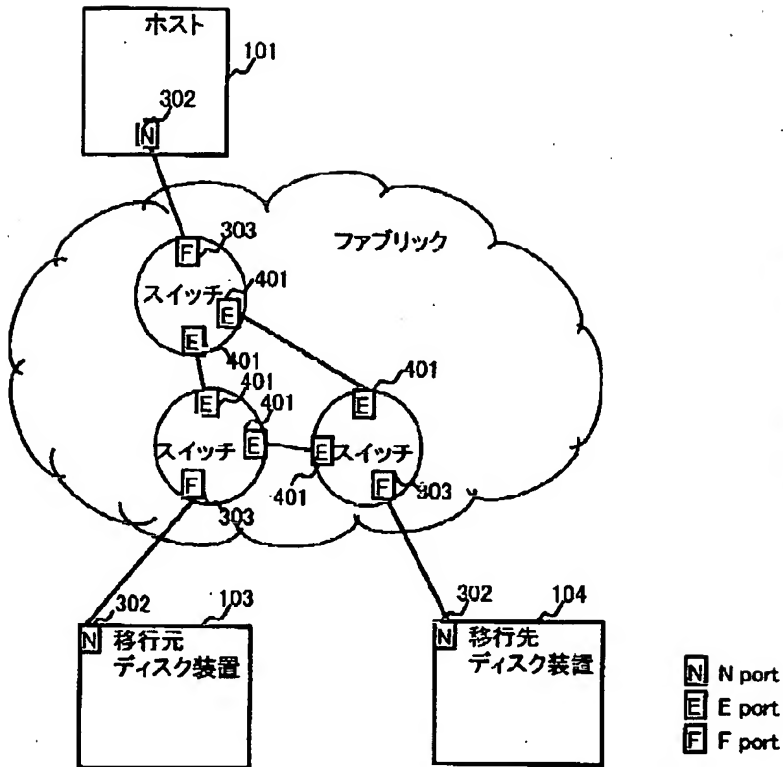 ホスト
101
302
N
303
F
ファブリック
スイッチ
401
E
E
401
401
401
401
E
E
E
E
スイッチ
スイッチ
401
F
F
303
303
302
103
302
104
N
移行元
ディスク装置
N
移行先
ディスク装置
N N port
E E port
F F port